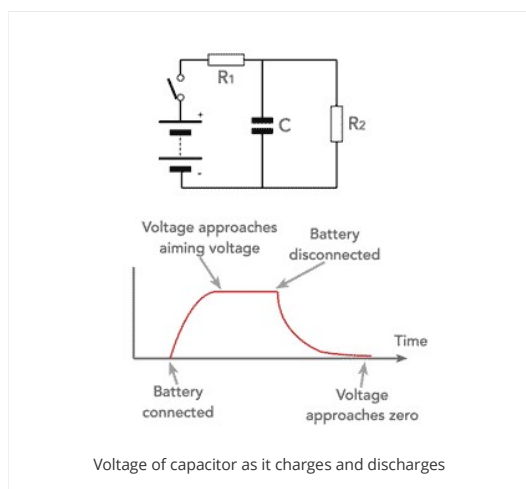 R1
C
R2
+
-
Voltage approaches
aiming voltage
Battery
disconnected
Time
Battery
connected
Voltage
approaches zero
Voltage of capacitor as it charges and discharges